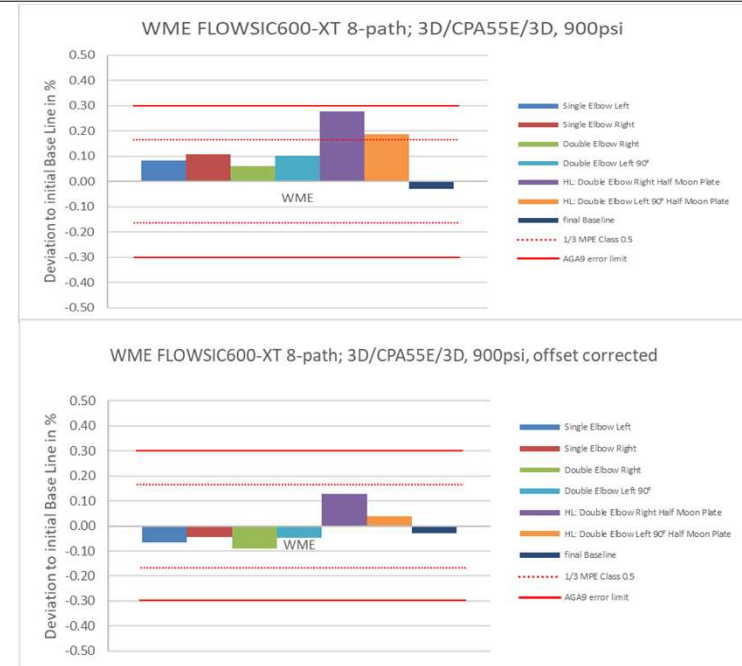 WME FLOWSIC600-XT 8-path; 3D/CPA55E/3D, 900psi
Deviation to initial Base Line in %
0.50
0.40
0.30
0.20
0.10
0.00
-0.10
-0.20
-0.30
-0.40
-0.50
WME
Single Elbow Left
Single Elbow Right
Double Elbow Right
Double Elbow Left 90°
HL: Double Elbow Right Half Moon Plate
HL: Double Elbow Left 90° Half Moon Plate
final Baseline
1/3 MPE Class 0.5
AGA9 error limit
WME FLOWSIC600-XT 8-path; 3D/CPA55E/3D, 900psi, offset corrected
Deviation to initial Base Line in %
0.50
0.40
0.30
0.20
0.10
0.00
-0.10
-0.20
-0.30
-0.40
-0.50
WME
Single Elbow Left
Single Elbow Right
Double Elbow Right
Double Elbow Left 90°
HL: Double Elbow Right Half Moon Plate
HL: Double Elbow Left 90° Half Moon Plate
final Baseline
1/3 MPE Class 0.5
AGA9 error limit